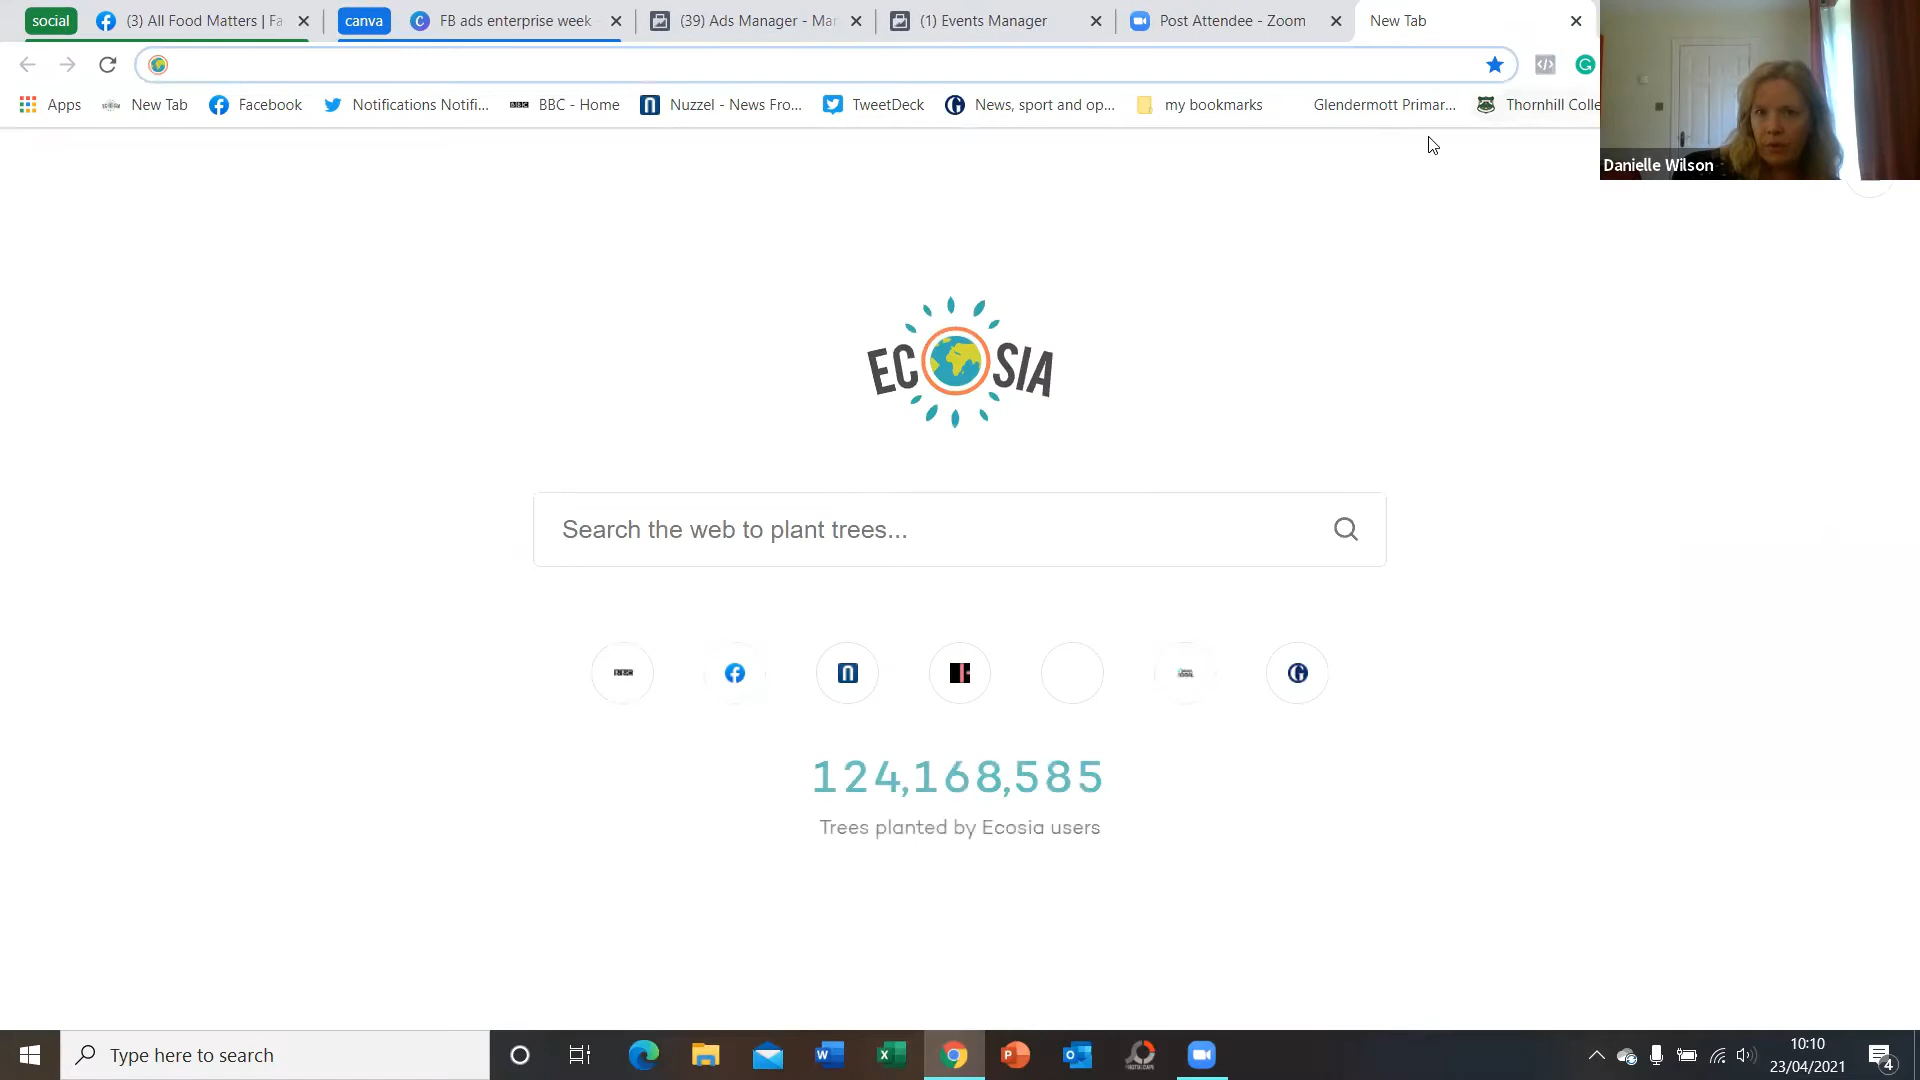 social
(3) All Food Matters | Fa
canva
FB ads enterprise week
(39) Ads Manager - Mar
(1) Events Manager
Post Attendee - Zoom
New Tab
Apps
New Tab
Facebook
Notifications Notifi...
BBC - Home
Nuzzel - News Fro...
TweetDeck
News, sport and op...
my bookmarks
Glendermott Primar...
Thornhill Colle
Danielle Wilson
ECOSIA
Search the web to plant trees...
BBC
124,168,585
Trees planted by Ecosia users
Type here to search
10:10
23/04/2021
4